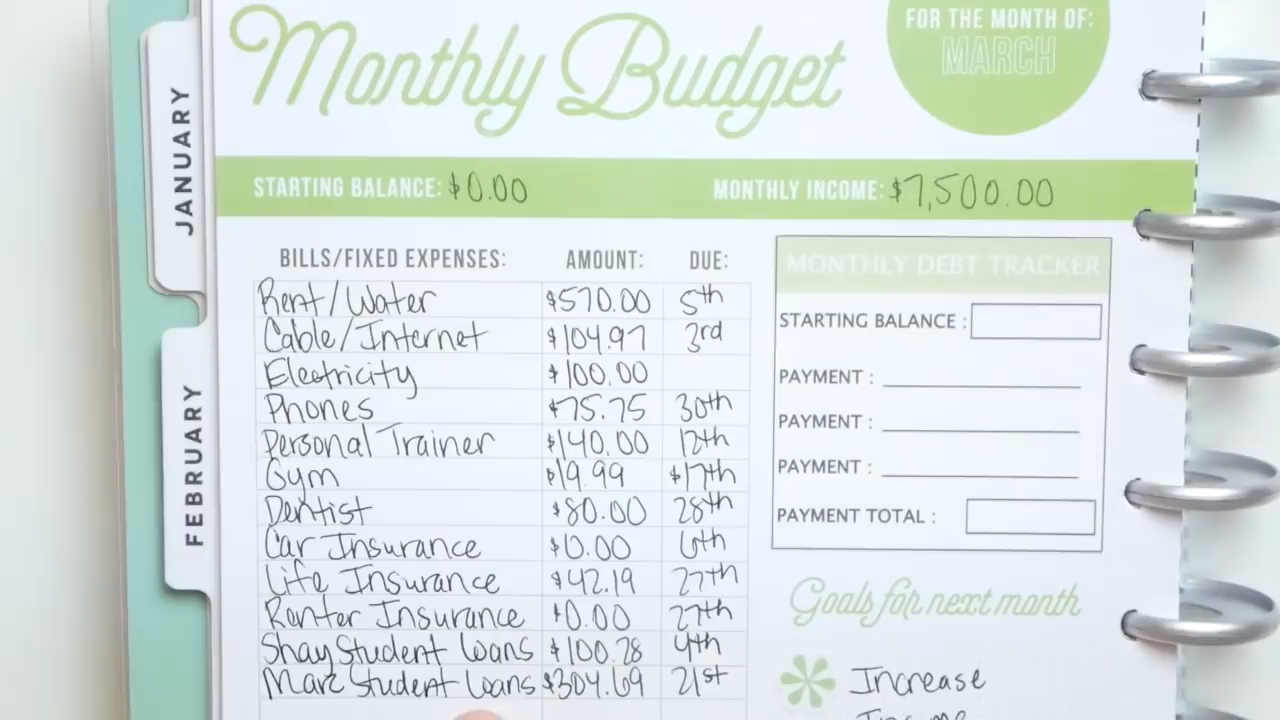 FOR THE MONTH OF:
MARCH
Monthly Budget
JANUARY
STARTING BALANCE: $0.00 MONTHLY INCOME: $7,500.00
BILLS/FIXED EXPENSES: AMOUNT: DUE:
Rent/Water $570.00 5th
Cable/Internet $104.97 3rd
Electricity $100.00
Phones $75.75 30th
Personal Trainer $140.00 12th
Gym $19.99 $17th
Dentist $80.00 28th
Car Insurance $0.00 6th
Life Insurance $42.19 27th
Renter Insurance $0.00 27th
Shay Student Loans $100.28 4th
Marz Student Loans $304.69 21st
FEBRUARY
MONTHLY DEBT TRACKER
STARTING BALANCE :
PAYMENT :
PAYMENT :
PAYMENT :
PAYMENT TOTAL :
Goals for next month
Increase
Income